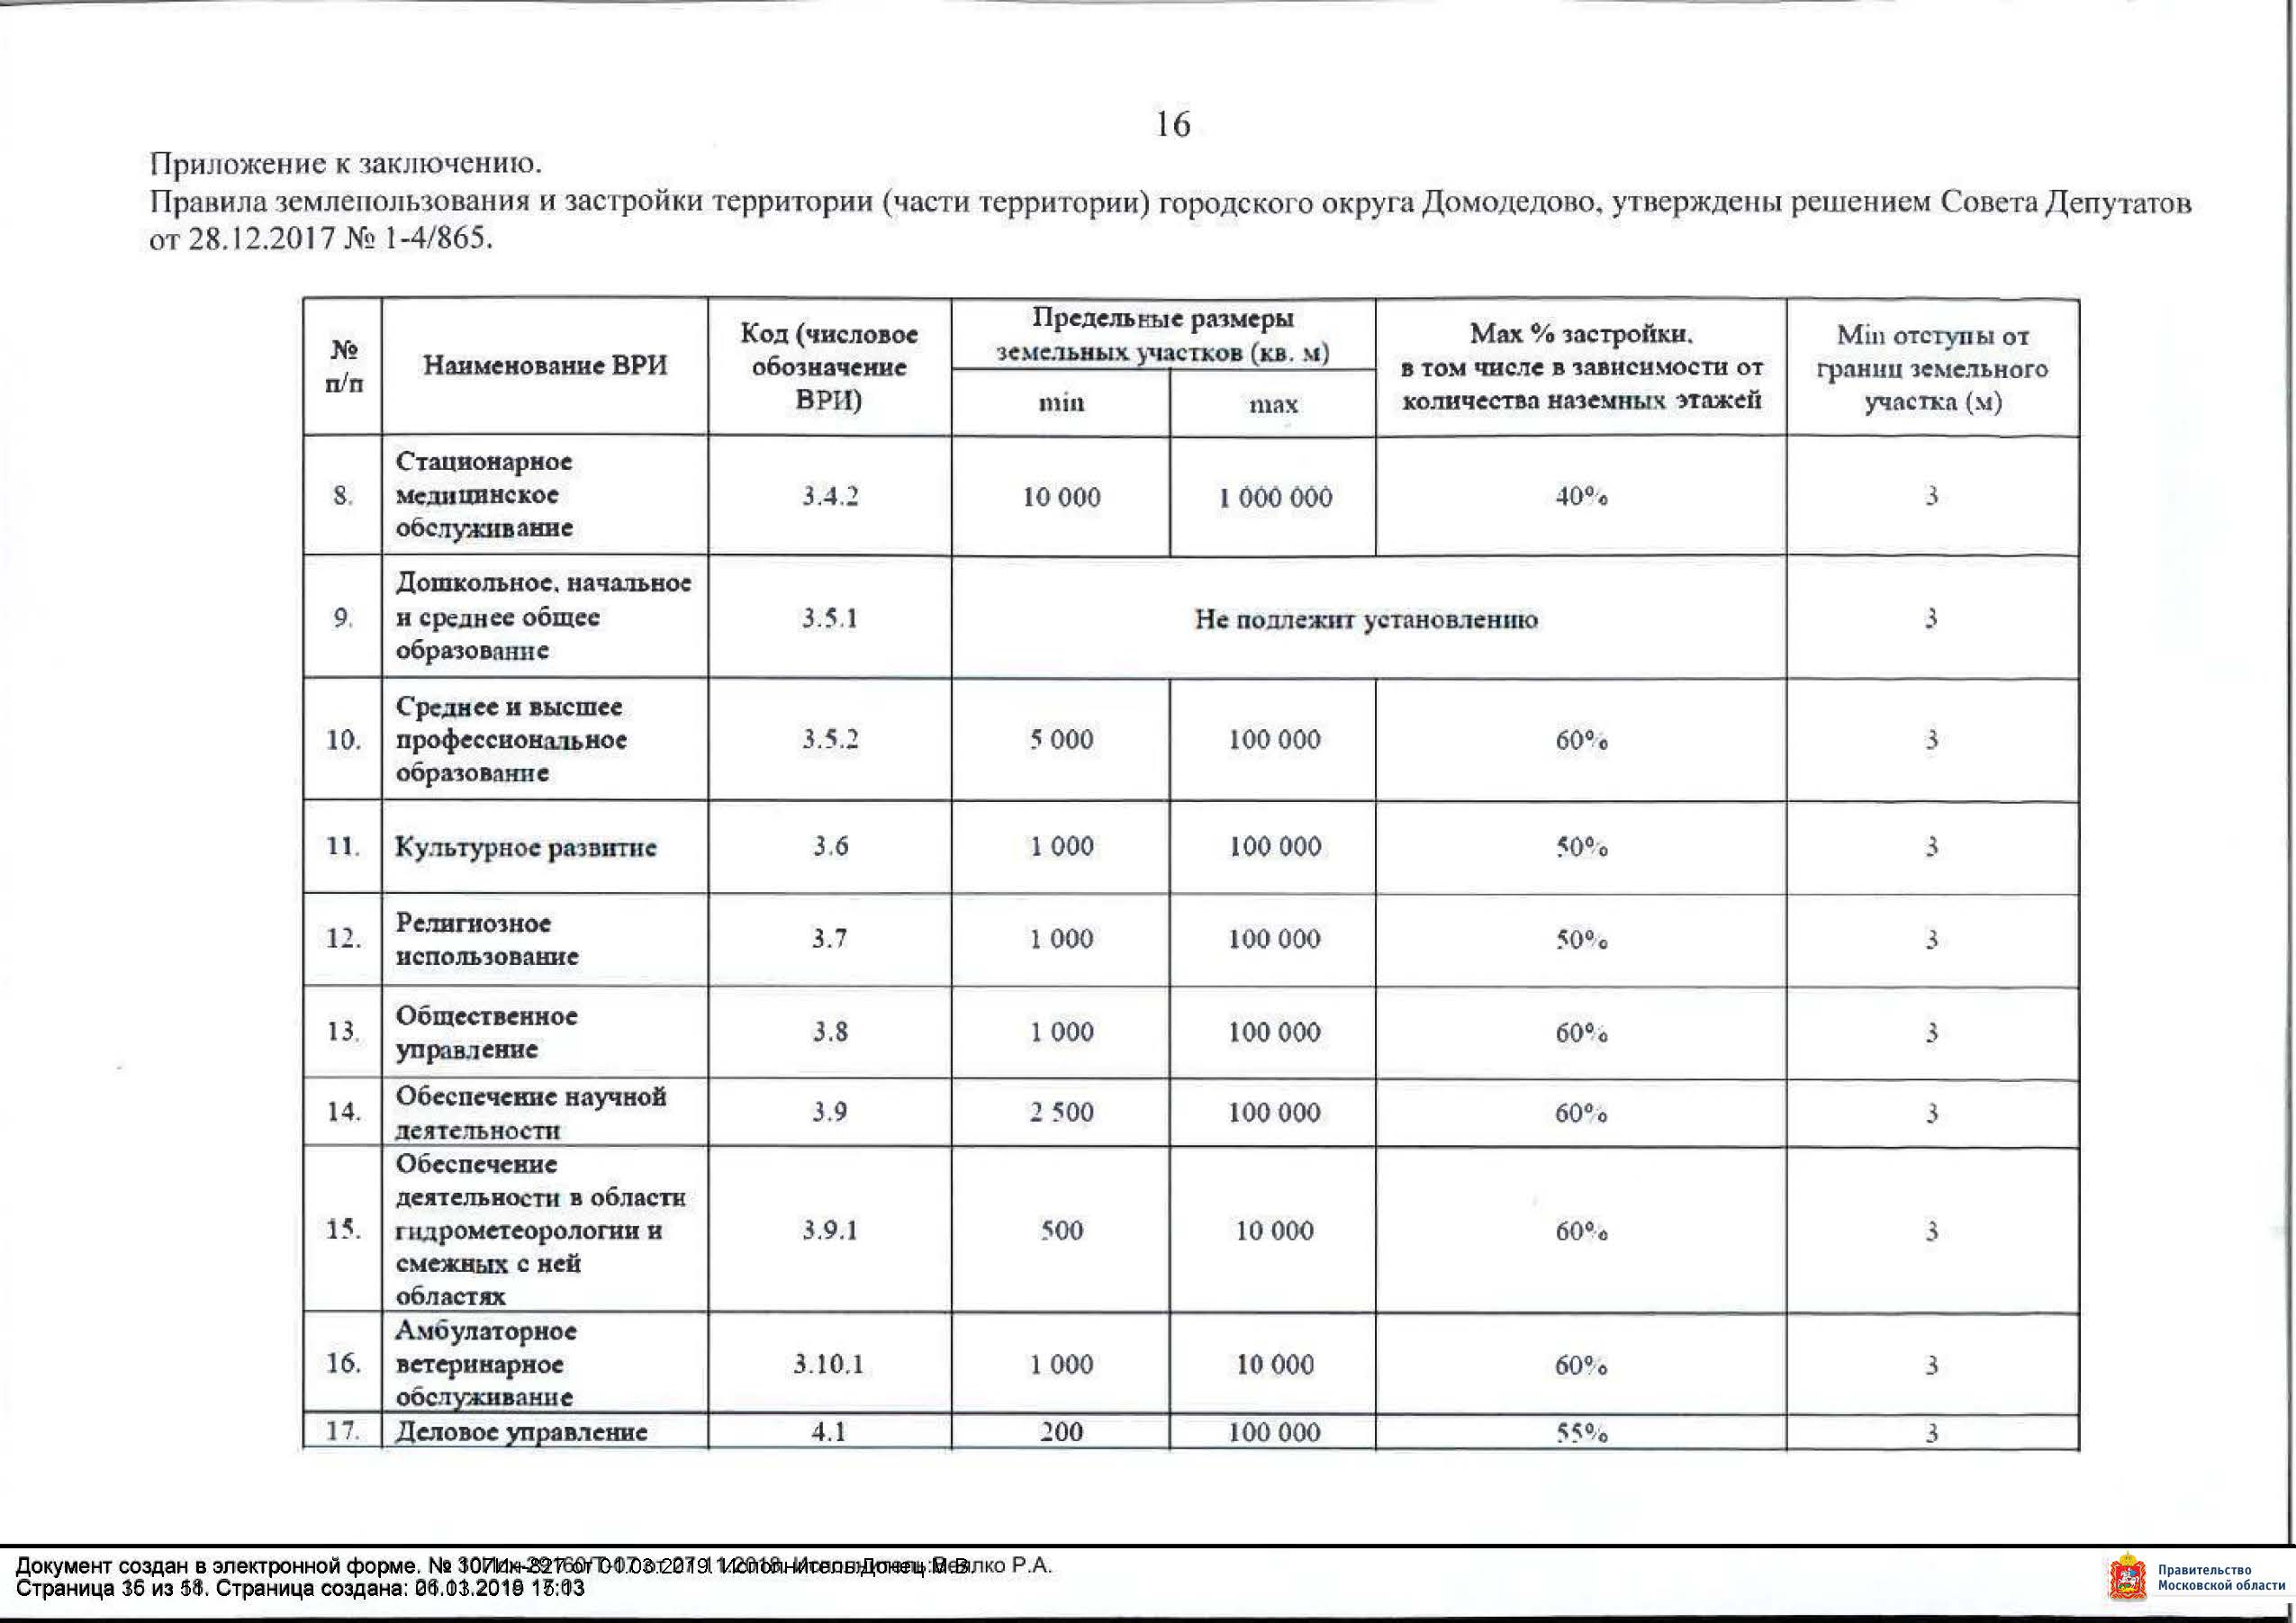 16
Приложение к заключению.
Правила землепользования и застройки территории (части территории) городского округа Домодедово, утверждены решением Совета Депутатов
от 28.12.2017 № 1-4/865.
№ п/п
Наименование ВРИ
Код (числовое обозначение ВРИ)
Предельные размеры земельных участков (кв. м)
min
max
Max % застройки, в том числе в зависимости от количества наземных этажей
Min отступы от границ земельного участка (м)
8. Стационарное медицинское обслуживание 3.4.2 10 000 1 000 000 40% 3
9. Дошкольное, начальное и среднее общее образование 3.5.1 Не подлежит установлению 3
10. Среднее и высшее профессиональное образование 3.5.2 5 000 100 000 60% 3
11. Культурное развитие 3.6 1 000 100 000 50% 3
12. Религиозное использование 3.7 1 000 100 000 50% 3
13. Общественное управление 3.8 1 000 100 000 60% 3
14. Обеспечение научной деятельности 3.9 2 500 100 000 60% 3
15. Обеспечение деятельности в области гидрометеорологии и смежных с ней областях 3.9.1 500 10 000 60% 3
16. Амбулаторное ветеринарное обслуживание 3.10.1 1 000 10 000 60% 3
17. Деловое управление 4.1 200 100 000 55% 3
Документ создан в электронной форме. №
Страница из Страница создана:
Правительство
Московской области